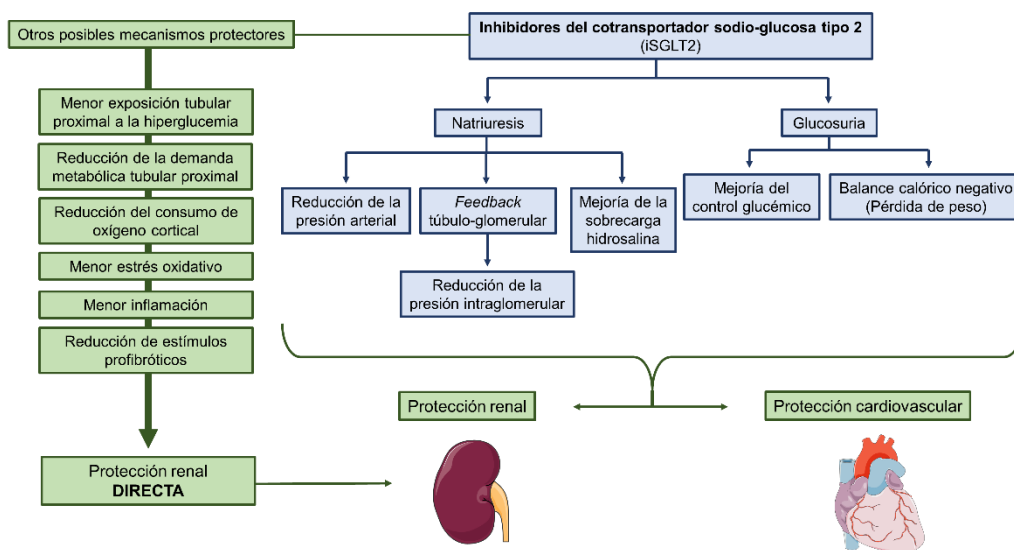 Otros posibles mecanismos protectores
Inhibidores del cotransportador sodio-glucosa tipo 2
(iSGLT2)
Menor exposición tubular
proximal a la hiperglucemia
Reducción de la demanda
metabólica tubular proximal
Reducción del consumo de
oxígeno cortical
Menor estrés oxidativo
Menor inflamación
Reducción de estímulos
profibróticos
Protección renal
DIRECTA
Natriuresis
Glucosuria
Reducción de la
presión arterial
Feedback
túbulo-glomerular
Mejoría de la
sobrecarga
hidrosalina
Mejoría del
control glucémico
Balance calórico negativo
(Pérdida de peso)
Reducción de la
presión intraglomerular
Protección renal
Protección cardiovascular